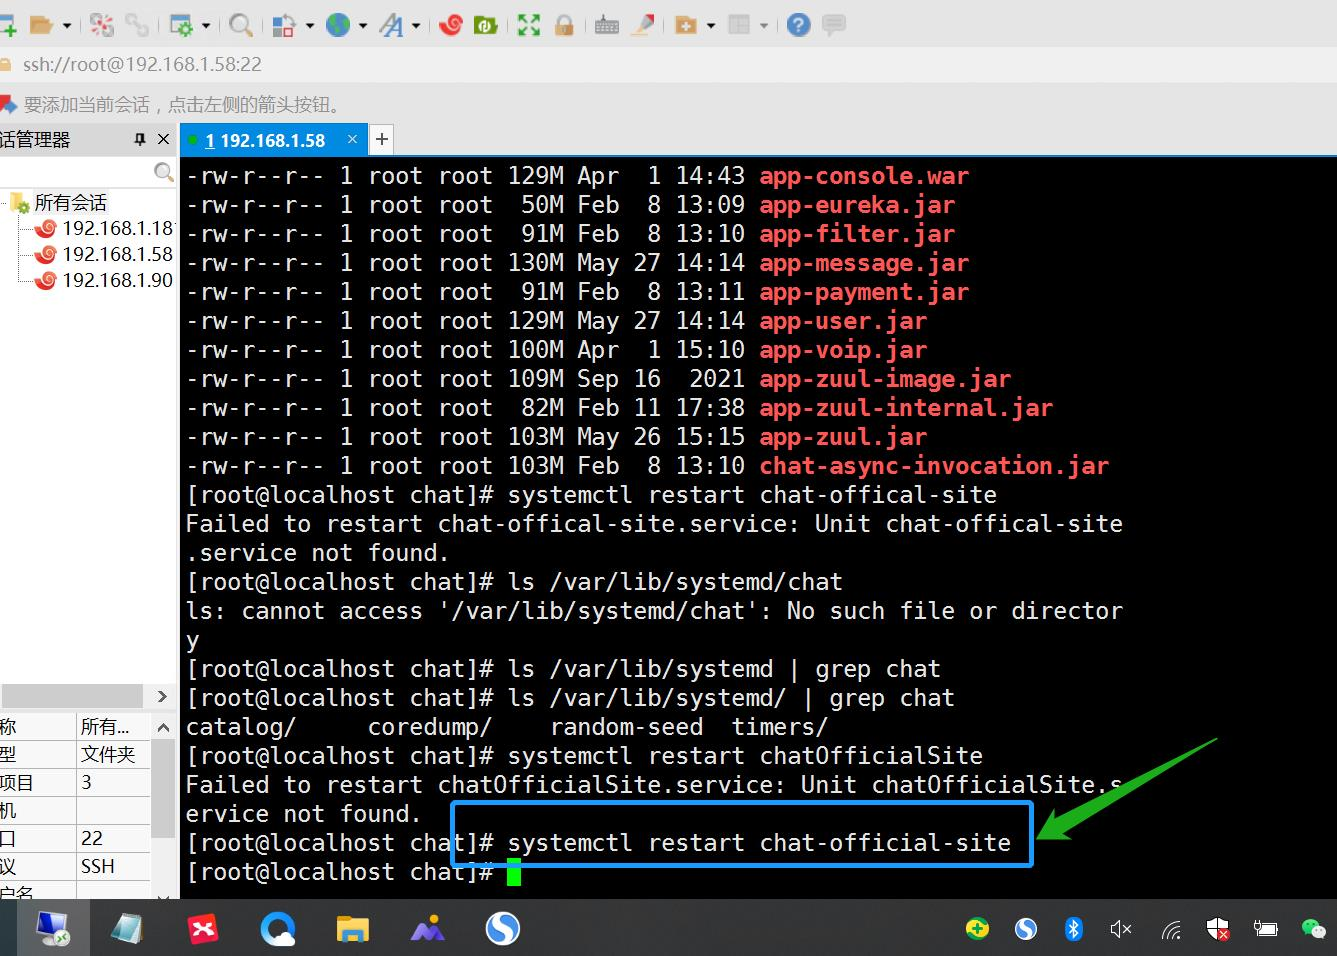 ssh://root@192.168.1.58:22
要添加当前会话，点击左侧的箭头按钮。
话管理器
1 192.168.1.58
所有会话
192.168.1.18
192.168.1.58
192.168.1.90
称 所有...
型 文件夹
项目 3
机
口 22
议 SSH
户名
-rw-r--r-- 1 root root 129M Apr  1 14:43 app-console.war
-rw-r--r-- 1 root root  50M Feb  8 13:09 app-eureka.jar
-rw-r--r-- 1 root root  91M Feb  8 13:10 app-filter.jar
-rw-r--r-- 1 root root 130M May 27 14:14 app-message.jar
-rw-r--r-- 1 root root  91M Feb  8 13:11 app-payment.jar
-rw-r--r-- 1 root root 129M May 27 14:14 app-user.jar
-rw-r--r-- 1 root root 100M Apr  1 15:10 app-voip.jar
-rw-r--r-- 1 root root 109M Sep 16  2021 app-zuul-image.jar
-rw-r--r-- 1 root root  82M Feb 11 17:38 app-zuul-internal.jar
-rw-r--r-- 1 root root 103M May 26 15:15 app-zuul.jar
-rw-r--r-- 1 root root 103M Feb  8 13:10 chat-async-invocation.jar
[root@localhost chat]# systemctl restart chat-offical-site
Failed to restart chat-offical-site.service: Unit chat-offical-site
.service not found.
[root@localhost chat]# ls /var/lib/systemd/chat
ls: cannot access '/var/lib/systemd/chat': No such file or director
y
[root@localhost chat]# ls /var/lib/systemd | grep chat
[root@localhost chat]# ls /var/lib/systemd/ | grep chat
catalog/     coredump/    random-seed  timers/
[root@localhost chat]# systemctl restart chatOfficialSite
Failed to restart chatOfficialSite.service: Unit chatOfficialSite.s
ervice not found.
[root@localhost chat]# systemctl restart chat-official-site
[root@localhost chat]#